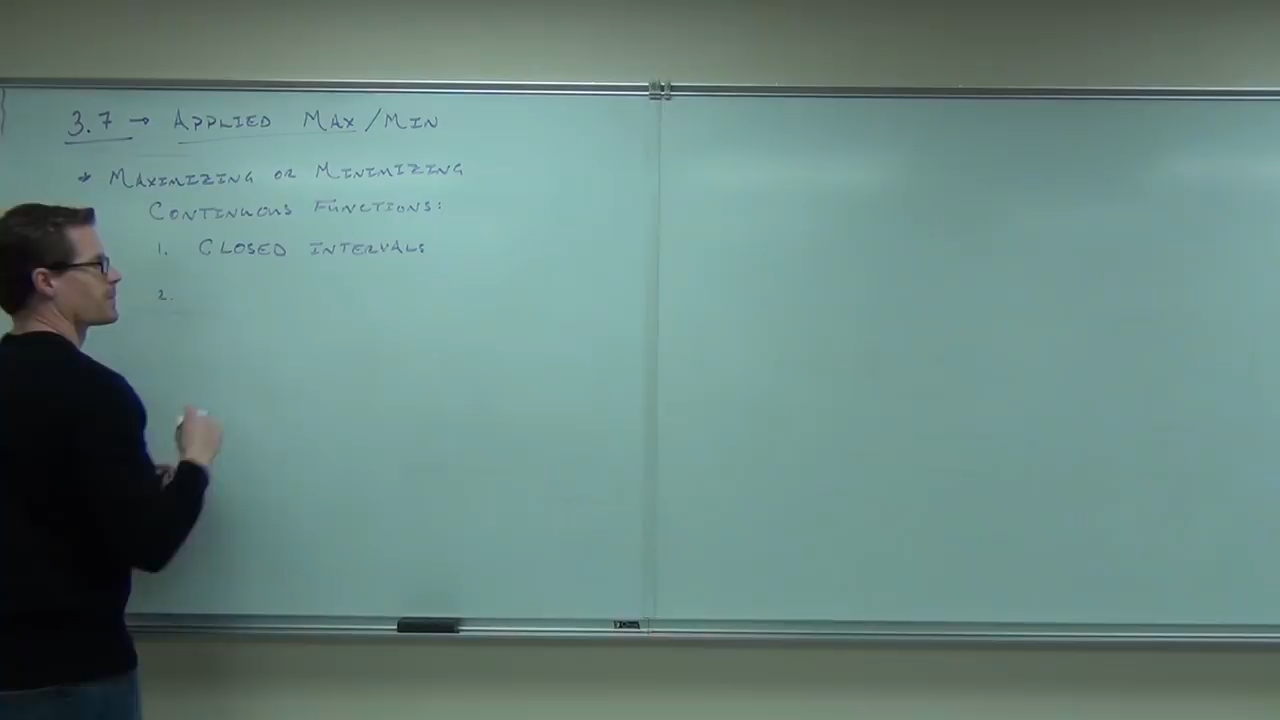 3.7 → APPLIED MAX/MIN
* MAXIMIZING OR MINIMIZING
CONTINUOUS FUNCTIONS:
1. CLOSED INTERVALS
2.